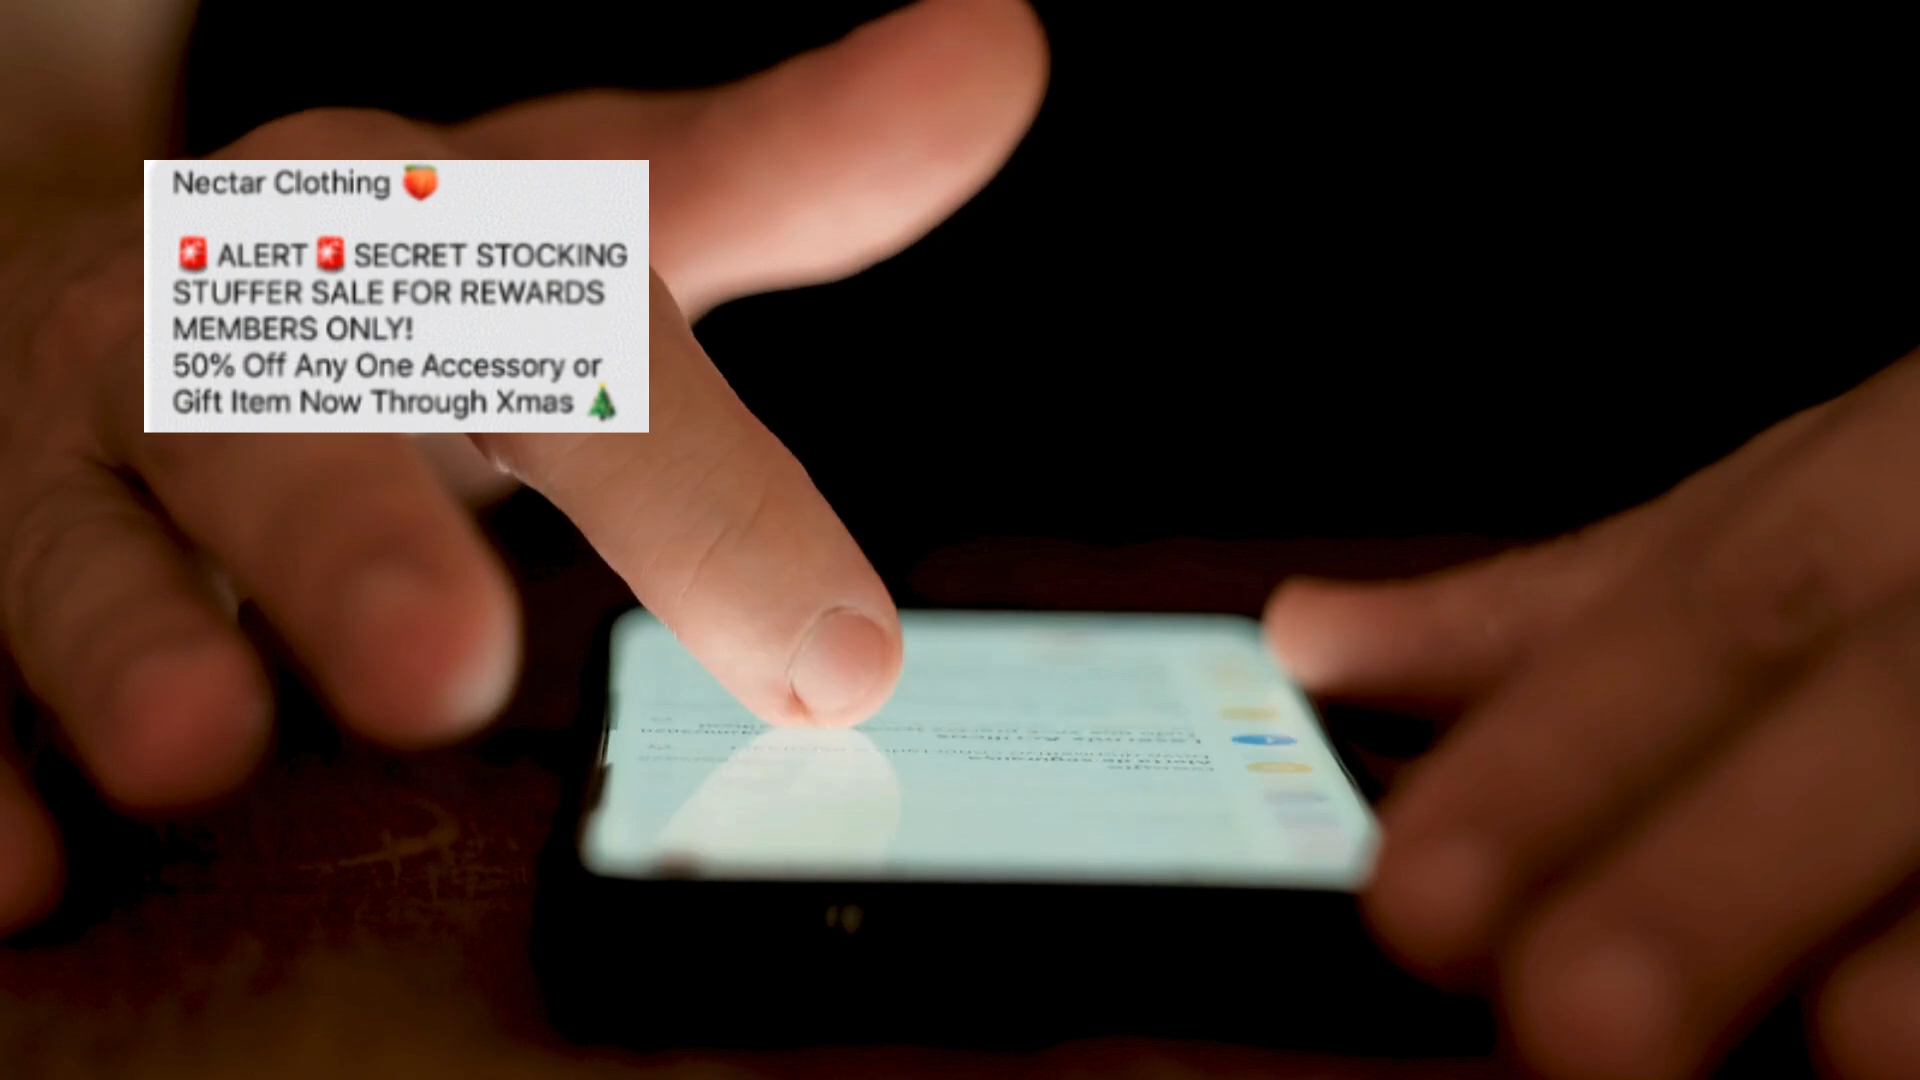 Nectar Clothing 🍑
🚨 ALERT 🚨 SECRET STOCKING
STUFFER SALE FOR REWARDS
MEMBERS ONLY!
50% Off Any One Accessory or
Gift Item Now Through Xmas 🎄